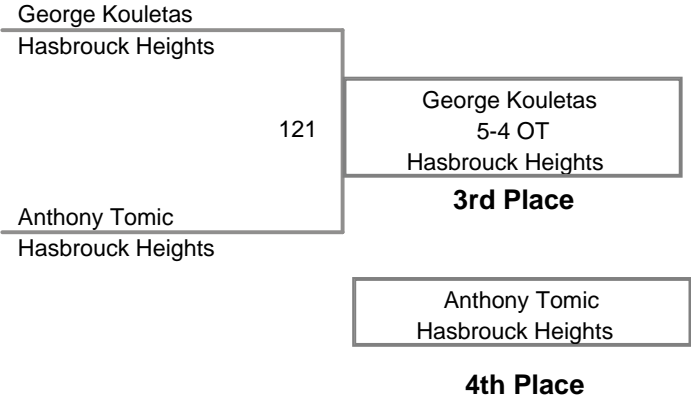 George Kouletas
Hasbrouck Heights
121
George Kouletas
5-4 OT
Hasbrouck Heights
3rd Place
Anthony Tomic
Hasbrouck Heights
Anthony Tomic
Hasbrouck Heights
4th Place